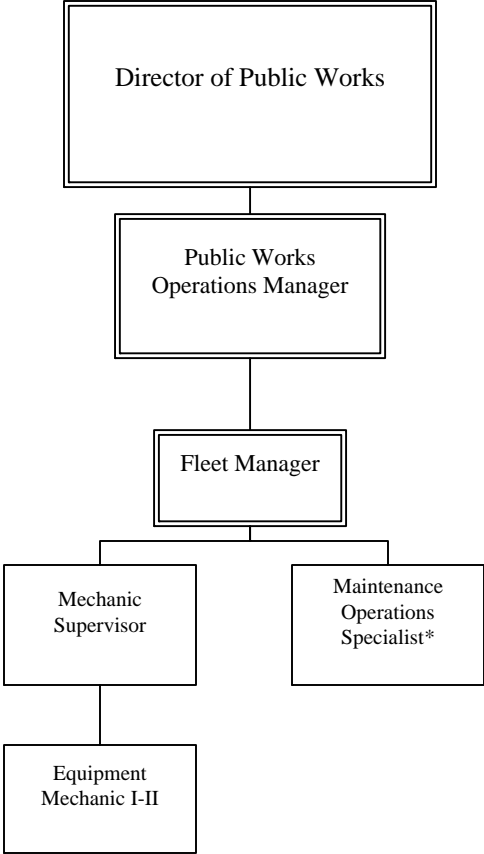 Director of Public Works
Public Works
Operations Manager
Fleet Manager
Mechanic
Supervisor
Maintenance
Operations
Specialist*
Equipment
Mechanic I-II